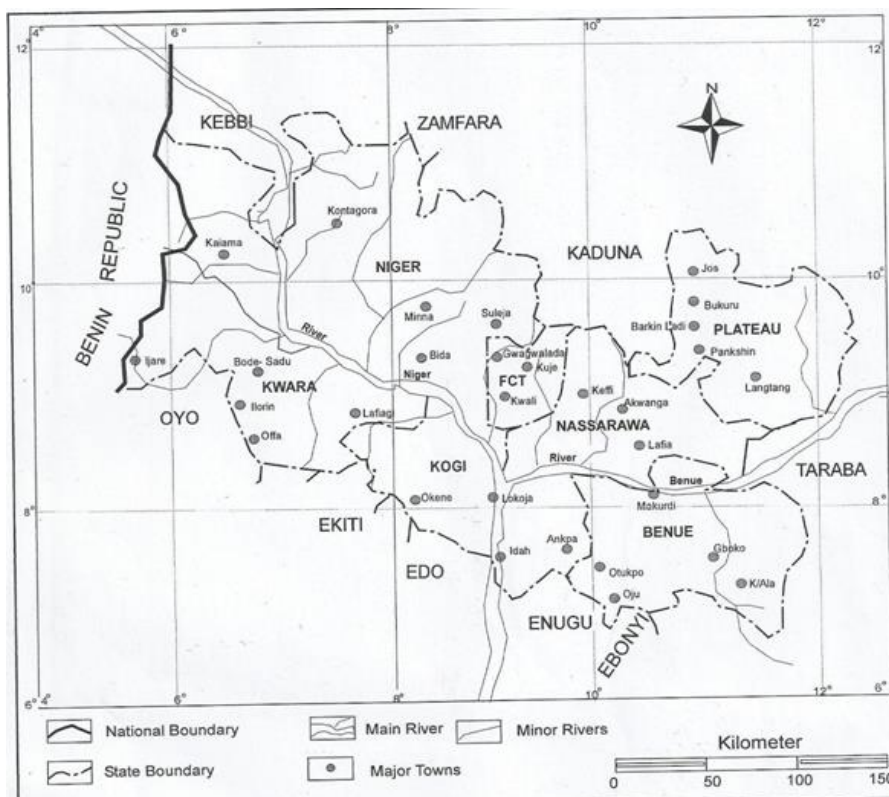 4°
6°
8°
10°
12°
12°
12°
N
KEBBI
ZAMFARA
BENIN REPUBLIC
Kontagora
Kaiama
NIGER
KADUNA
Jos
10°
10°
Minna
Suleja
Bukuru
Barkin Ladi
PLATEAU
River
Niger
Bida
Gwagwalada
Kuje
FCT
Kwali
Keffi
Pankshin
Langtang
Ijare
Bode-Sadu
KWARA
Akwanga
NASSARAWA
Ilorin
Lafiagi
OYO
Offa
Lafia
KOGI
River
Benue
TARABA
Okene
Lokoja
Makurdi
8°
8°
EKITI
BENUE
EDO
Idah
Ankpa
Otukpo
Gboko
K/Ala
Oju
ENUGU
EBONYI
6°
4°
6°
8°
10°
12°
6°
National Boundary
Main River
Minor Rivers
Kilometer
State Boundary
Major Towns
0
50
100
150